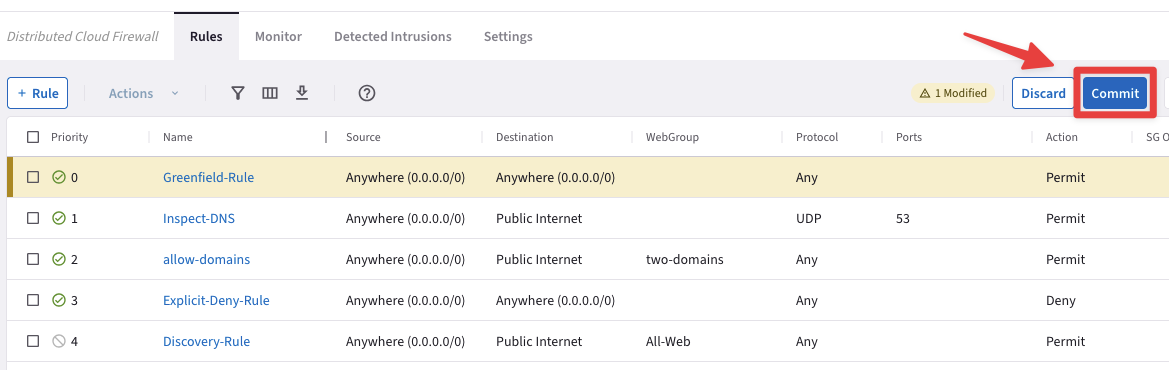 Distributed Cloud Firewall Rules Monitor Detected Intrusions Settings
+ Rule Actions 1 Modified Discard Commit
Priority Name Source Destination WebGroup Protocol Ports Action SG O
0 Greenfield-Rule Anywhere (0.0.0.0/0) Anywhere (0.0.0.0/0) Any Permit
1 Inspect-DNS Anywhere (0.0.0.0/0) Public Internet UDP 53 Permit
2 allow-domains Anywhere (0.0.0.0/0) Public Internet two-domains Any Permit
3 Explicit-Deny-Rule Anywhere (0.0.0.0/0) Anywhere (0.0.0.0/0) Any Deny
4 Discovery-Rule Anywhere (0.0.0.0/0) Public Internet All-Web Any Permit